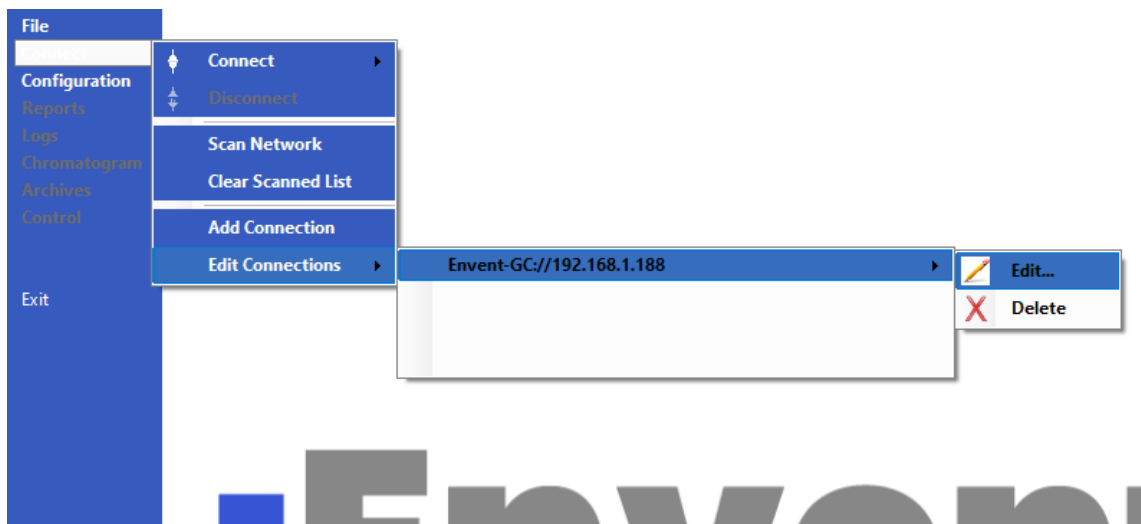 File
Connect
Configuration
Reports
Logs
Chromatogram
Archives
Control
Exit
Connect
Disconnect
Scan Network
Clear Scanned List
Add Connection
Edit Connections
Envent-GC://192.168.1.188
Edit...
Delete